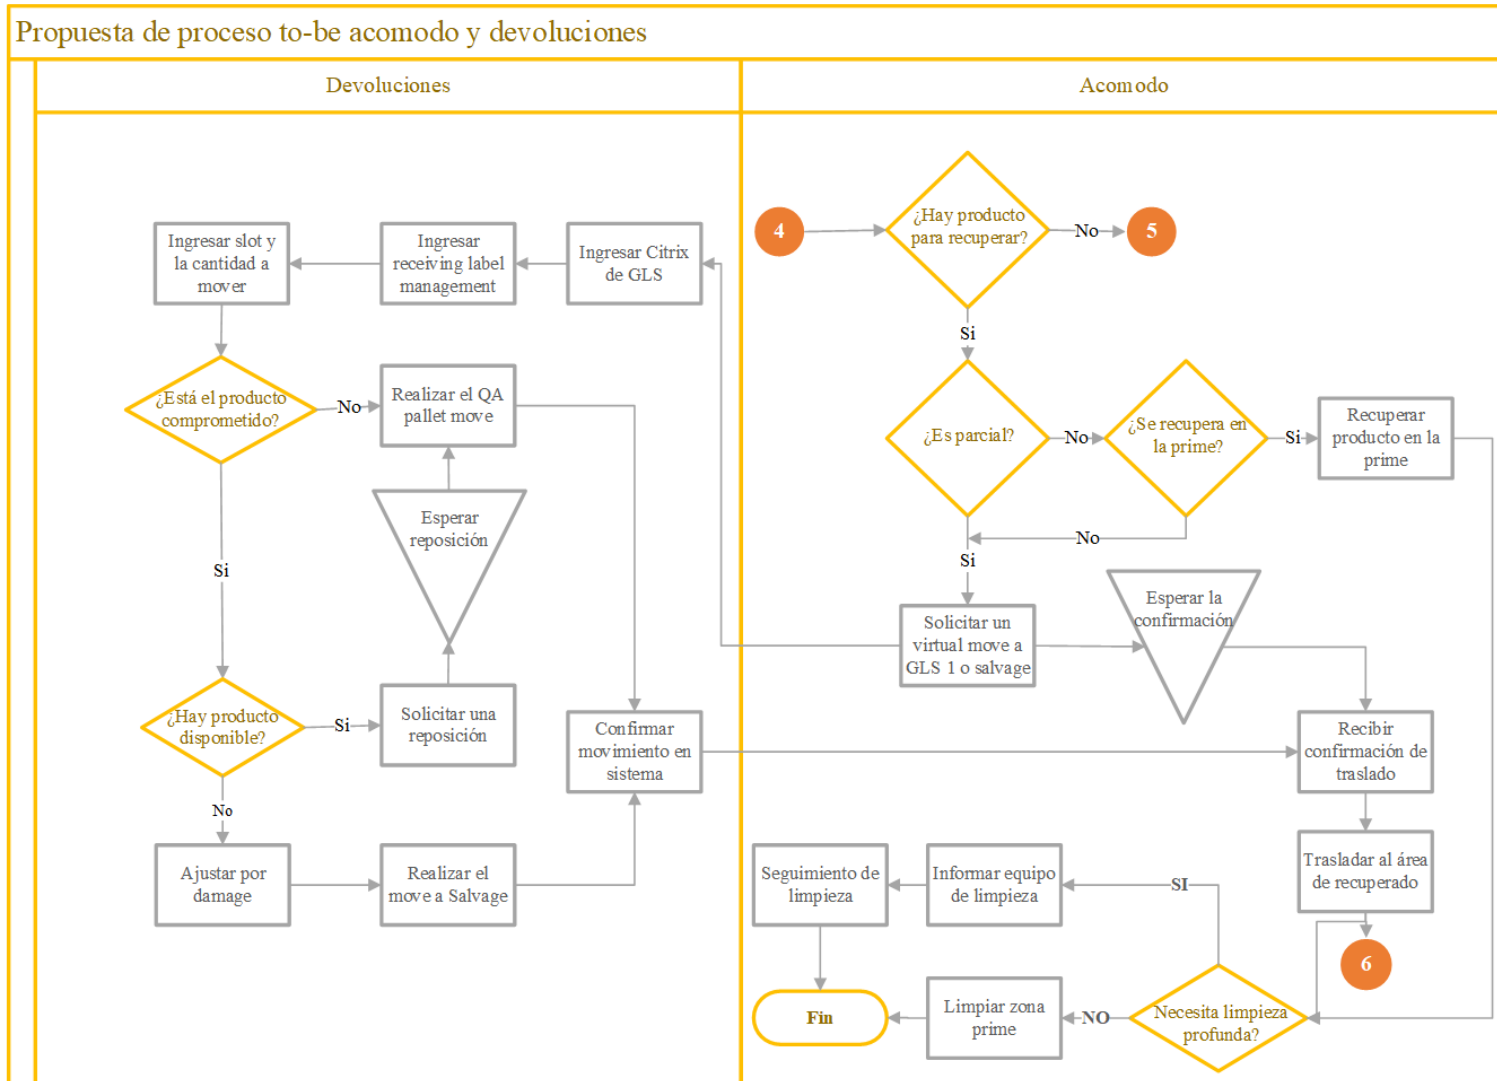 Propuesta de proceso to-be acomodo y devoluciones
Devoluciones
Acomodo
4
¿Hay producto
para recuperar?
No
5
Ingresar slot y
la cantidad a
mover
Ingresar
receiving label
management
Ingresar Citrix
de GLS
Si
¿Está el producto
comprometido?
No
Realizar el QA
pallet move
¿Es parcial?
No
¿Se recupera en
la prime?
Si
Recuperar
producto en la
prime
Esperar
reposición
No
Si
Si
Solicitar un
virtual move a
GLS 1 o salvage
Esperar la
confirmación
¿Hay producto
disponible?
Si
Solicitar una
reposición
Confirmar
movimiento en
sistema
Recibir
confirmación de
traslado
No
Ajustar por
damage
Realizar el
move a Salvage
Seguimiento de
limpieza
Informar equipo
de limpieza
SI
Trasladar al área
de recuperado
6
Fin
Limpiar zona
prime
NO
Necesita limpieza
profunda?